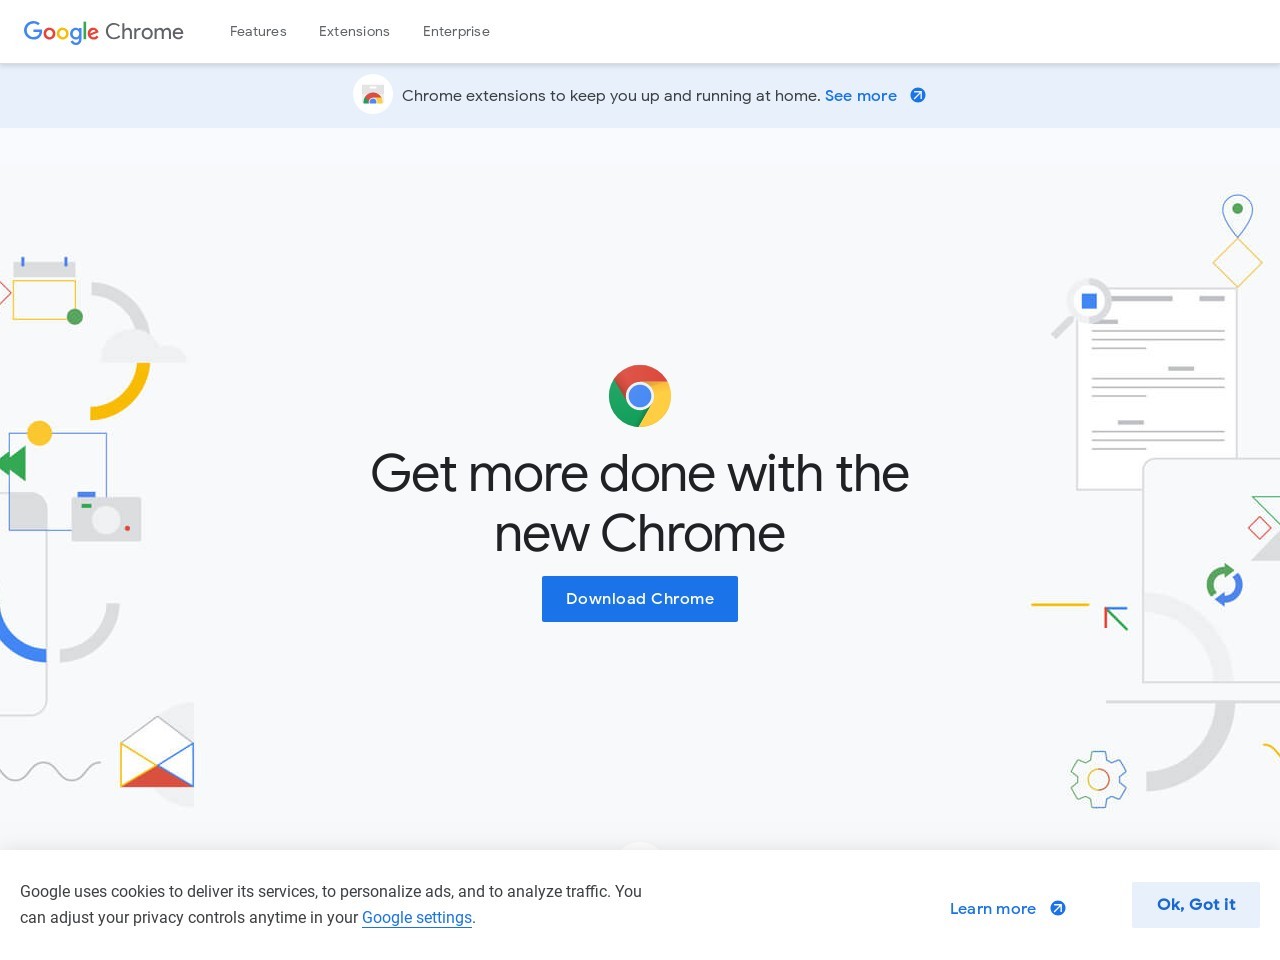 Google Chrome
Features
Extensions
Enterprise
Chrome extensions to keep you up and running at home. See more
Get more done with the
new Chrome
Download Chrome
Google uses cookies to deliver its services, to personalize ads, and to analyze traffic. You
can adjust your privacy controls anytime in your Google settings.
Learn more
Ok, Got it